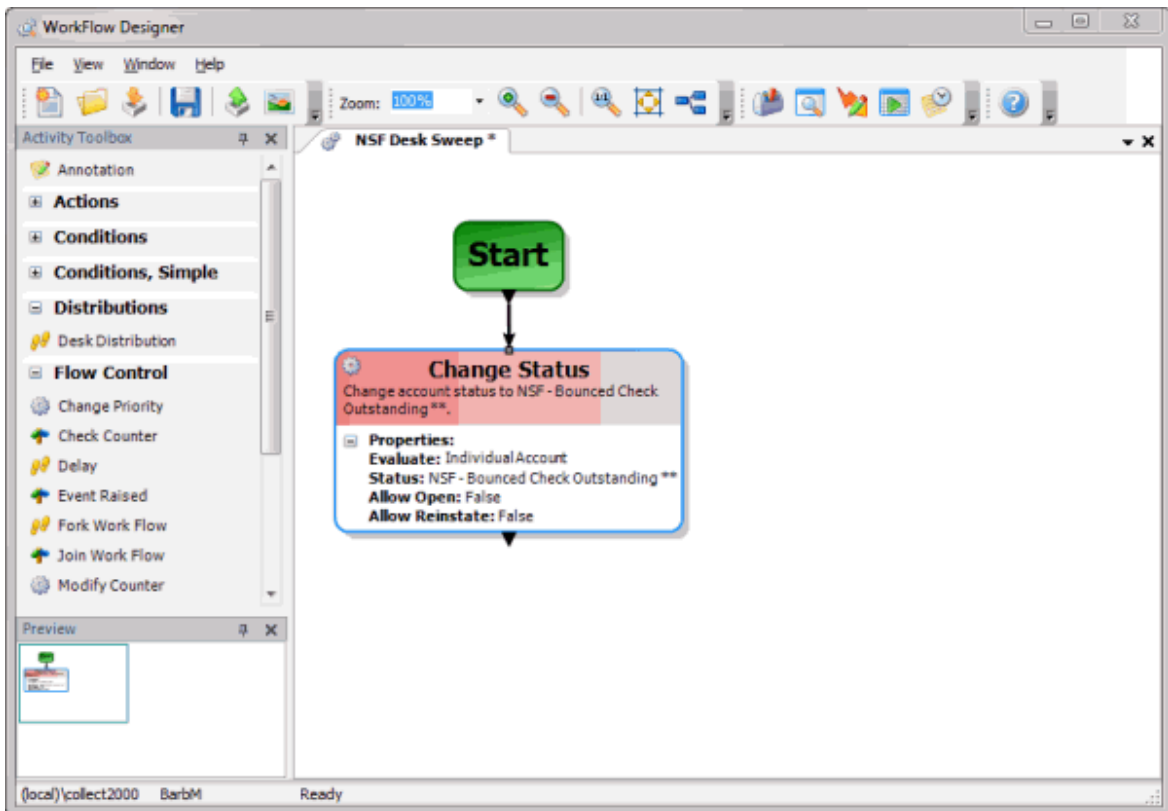 WorkFlow Designer
File View Window Help
Zoom: 100%
Activity Toolbox
NSF Desk Sweep *
Annotation
Actions
Conditions
Conditions, Simple
Distributions
Desk Distribution
Flow Control
Change Priority
Check Counter
Delay
Event Raised
Fork Work Flow
Join Work Flow
Modify Counter
Start
Change Status
Change account status to NSF - Bounced Check
Outstanding **.
Properties:
Evaluate: Individual Account
Status: NSF - Bounced Check Outstanding **
Allow Open: False
Allow Reinstate: False
Preview
(local)\collect2000 BarbM Ready